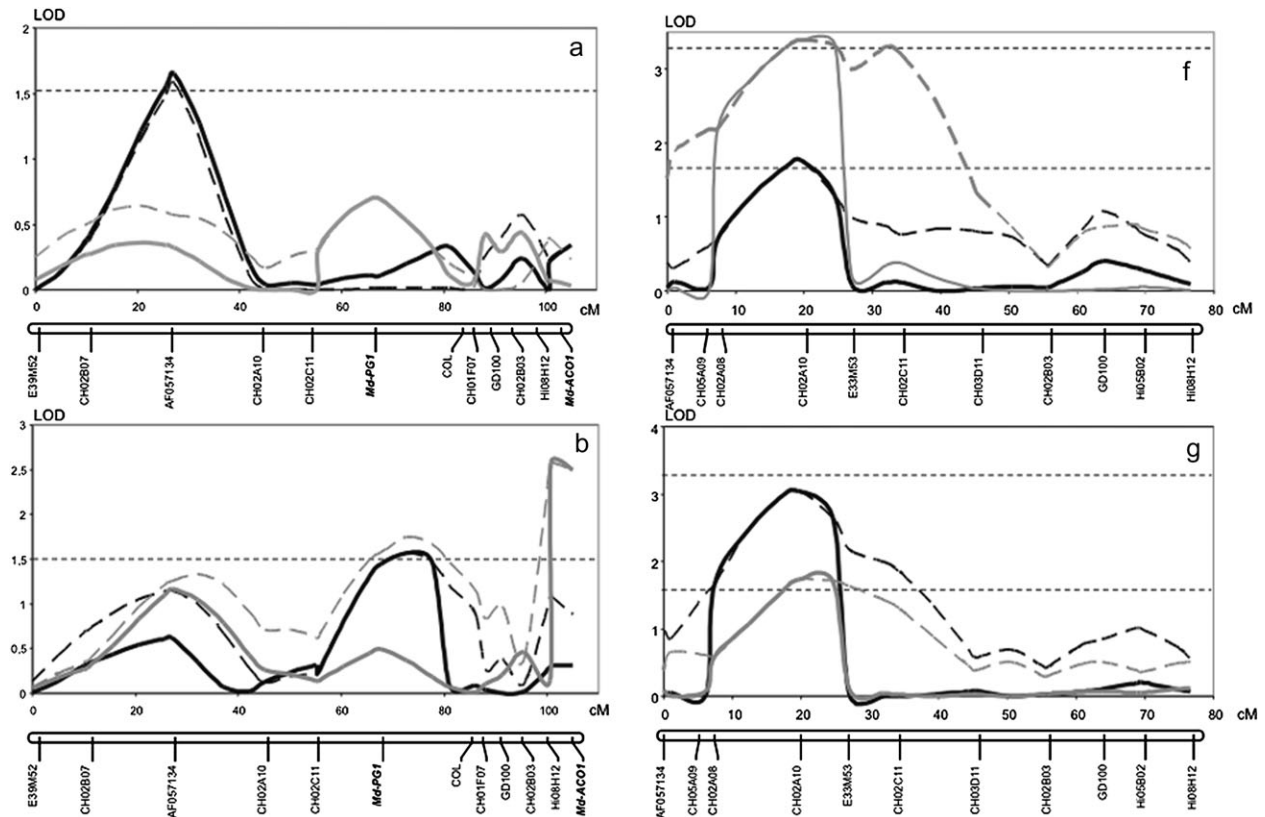 LOD
a
2
1,5
1
0,5
0
0 20 40 60 80 100 cM
E39M52 CH02B07 AF057134 CH02A10 CH02C11 Md-PG1 COL CH01F07 GD100 CH02B03 Hi08H12 Md-ACO1
LOD
b
3
2.5
2
1.5
1
0.5
0
0 20 40 60 80 100 cM
E39M52 CH02B07 AF057134 CH02A10 CH02C11 Md-PG1 COL CH01F07 GD100 CH02B03 Hi08H12 Md-ACO1
LOD
f
3
2
1
0
0 10 20 30 40 50 60 70 80 cM
AF057134 CH05A09 CH02A08 CH02A10 E33M53 CH02C11 CH03D11 CH02B03 GD100 Hi05B02 Hi08H12
LOD
g
4
3
2
1
0
0 10 20 30 40 50 60 70 80 cM
AF057134 CH05A09 CH02A08 CH02A10 E33M53 CH02C11 CH03D11 CH02B03 GD100 Hi05B02 Hi08H12